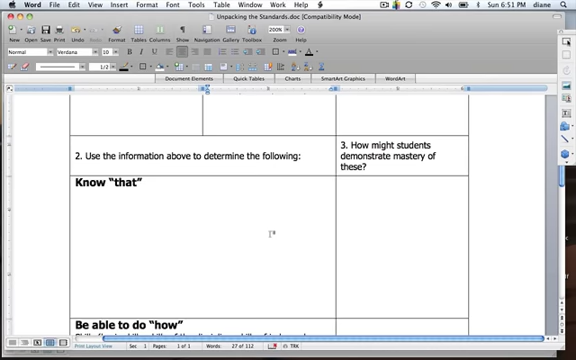 Word File Edit View Insert Format Font Tools Table Window Work Help Sun 6:51 PM diane
Unpacking the Standards.doc [Compatibility Mode]
200%
New Open Save Print Undo Format Tables Columns Show Navigation Gallery Toolbox Zoom Help
Normal Verdana 10
1/2
Document Elements Quick Tables Charts SmartArt Graphics WordArt
2. Use the information above to determine the following:
3. How might students
demonstrate mastery of
these?
Know “that”
Be able to do “how”
Print Layout View Sec 1 Pages 1 of 1 Words 27 of 112 TRK